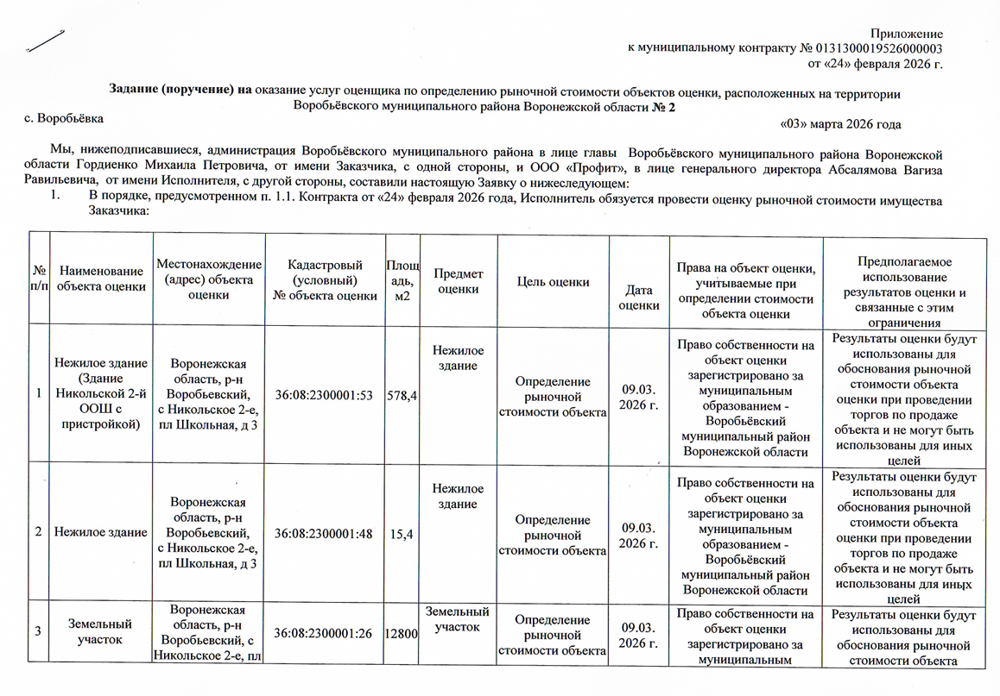 Приложение
к муниципальному контракту № 0131300019526000003
от «24» февраля 2026 г.
Задание (поручение) на оказание услуг оценщика по определению рыночной стоимости объектов оценки, расположенных на территории
Воробьёвского муниципального района Воронежской области № 2
с. Воробьёвка
«03» марта 2026 года
Мы, нижеподписавшиеся, администрация Воробьёвского муниципального района в лице главы Воробьёвского муниципального района Воронежской
области Гордиенко Михаила Петровича, от имени Заказчика, с одной стороны, и ООО «Профит», в лице генерального директора Абсалямова Вагиза
Равильевича, от имени Исполнителя, с другой стороны, составили настоящую Заявку о нижеследующем:
1. В порядке, предусмотренном п. 1.1. Контракта от «24» февраля 2026 года, Исполнитель обязуется провести оценку рыночной стоимости имущества
Заказчика:
№
п/п
Наименование
объекта оценки
Местонахождение
(адрес) объекта
оценки
Кадастровый
(условный)
№ объекта оценки
Площ
адь,
м2
Предмет
оценки
Цель оценки
Дата
оценки
Права на объект оценки,
учитываемые при
определении стоимости
объекта оценки
Предполагаемое
использование
результатов оценки и
связанные с этим
ограничения
1
Нежилое здание
(Здание
Никольской 2-й
ООШ с
пристройкой)
Воронежская
область, р-н
Воробьевский,
с Никольское 2-е,
пл Школьная, д 3
36:08:2300001:53
578,4
Нежилое
здание
Определение
рыночной
стоимости объекта
09.03.
2026 г.
Право собственности на
объект оценки
зарегистрировано за
муниципальным
образованием -
Воробьёвский
муниципальный район
Воронежской области
Результаты оценки будут
использованы для
обоснования рыночной
стоимости объекта
оценки при проведении
торгов по продаже
объекта и не могут быть
использованы для иных
целей
2
Нежилое здание
Воронежская
область, р-н
Воробьевский,
с Никольское 2-е,
пл Школьная, д 3
36:08:2300001:48
15,4
Нежилое
здание
Определение
рыночной
стоимости объекта
09.03.
2026 г.
Право собственности на
объект оценки
зарегистрировано за
муниципальным
образованием -
Воробьёвский
муниципальный район
Воронежской области
Результаты оценки будут
использованы для
обоснования рыночной
стоимости объекта
оценки при проведении
торгов по продаже
объекта и не могут быть
использованы для иных
целей
3
Земельный
участок
Воронежская
область, р-н
Воробьевский, с
Никольское 2-е, пл
36:08:2300001:26
12800
Земельный
участок
Определение
рыночной
стоимости объекта
09.03.
2026 г.
Право собственности на
объект оценки
зарегистрировано за
муниципальным
Результаты оценки будут
использованы для
обоснования рыночной
стоимости объекта